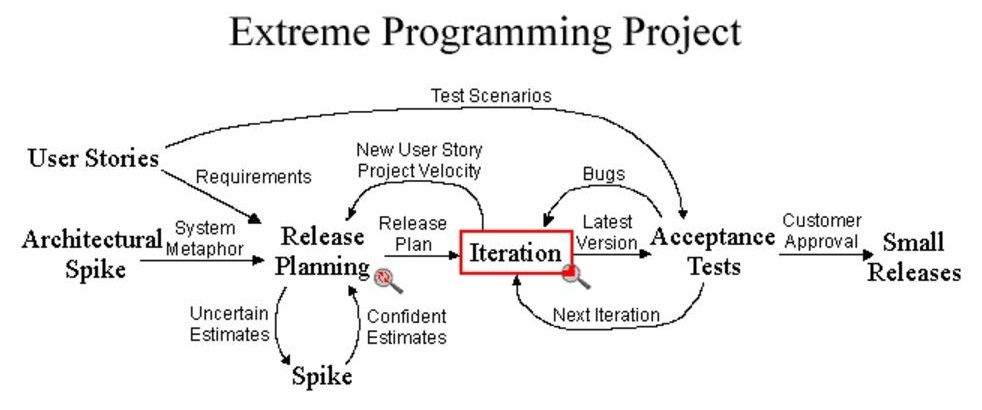 Extreme Programming Project
Test Scenarios
User Stories
Requirements
New User Story
Project Velocity
Bugs
Architectural
Spike
System
Metaphor
Release
Planning
Release
Plan
Iteration
Latest
Version
Acceptance
Tests
Customer
Approval
Small
Releases
Uncertain
Estimates
Confident
Estimates
Next Iteration
Spike